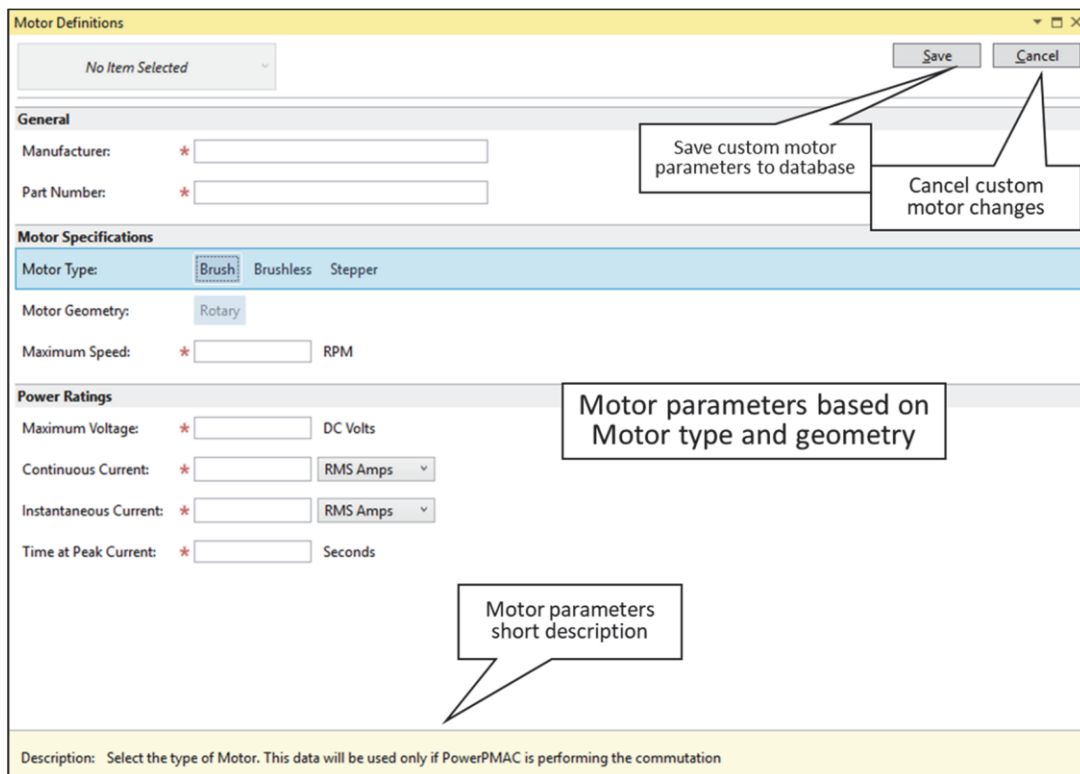 Motor Definitions
No Item Selected
Save Cancel
General
Manufacturer: *
Part Number: *
Save custom motor
parameters to database
Cancel custom
motor changes
Motor Specifications
Motor Type: Brush Brushless Stepper
Motor Geometry: Rotary
Maximum Speed: * RPM
Power Ratings
Maximum Voltage: * DC Volts
Continuous Current: * RMS Amps
Instantaneous Current: * RMS Amps
Time at Peak Current: * Seconds
Motor parameters based on
Motor type and geometry
Motor parameters
short description
Description: Select the type of Motor. This data will be used only if PowerPMAC is performing the commutation